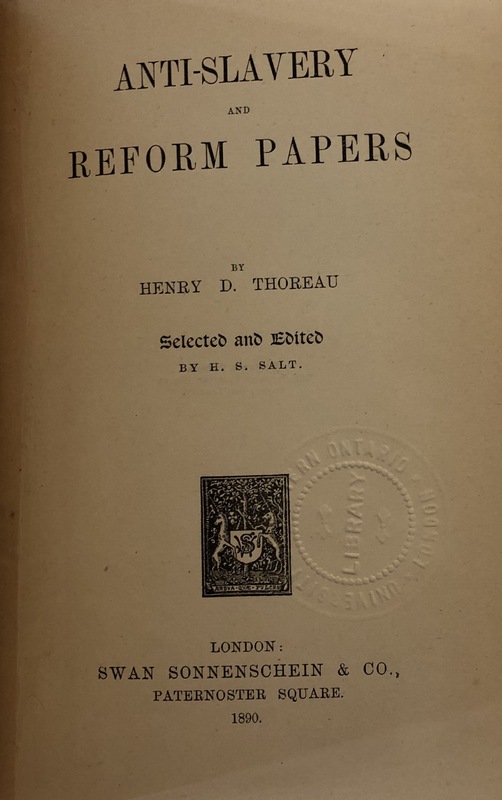 ANTI-SLAVERY
AND
REFORM PAPERS
BY
HENRY D. THOREAU
Selected and Edited
BY H. S. SALT.
LIBRARY
LONDON:
SWAN SONNENSCHEIN & CO.,
PATERNOSTER SQUARE.
1890.